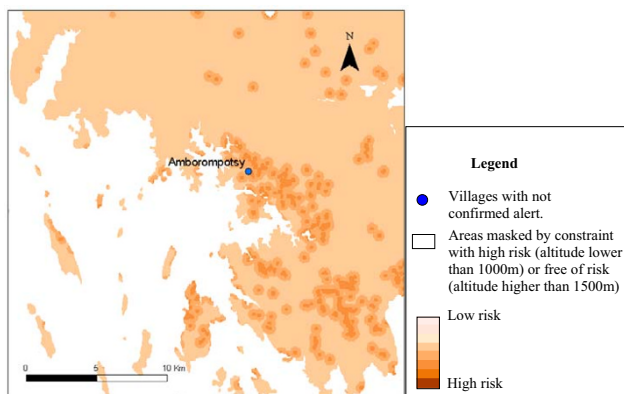 N
Amborompotsy
0
5
10 Km
Legend
Villages with not
confirmed alert.
Areas masked by constraint
with high risk (altitude lower
than 1000m) or free of risk
(altitude higher than 1500m)
Low risk
High risk